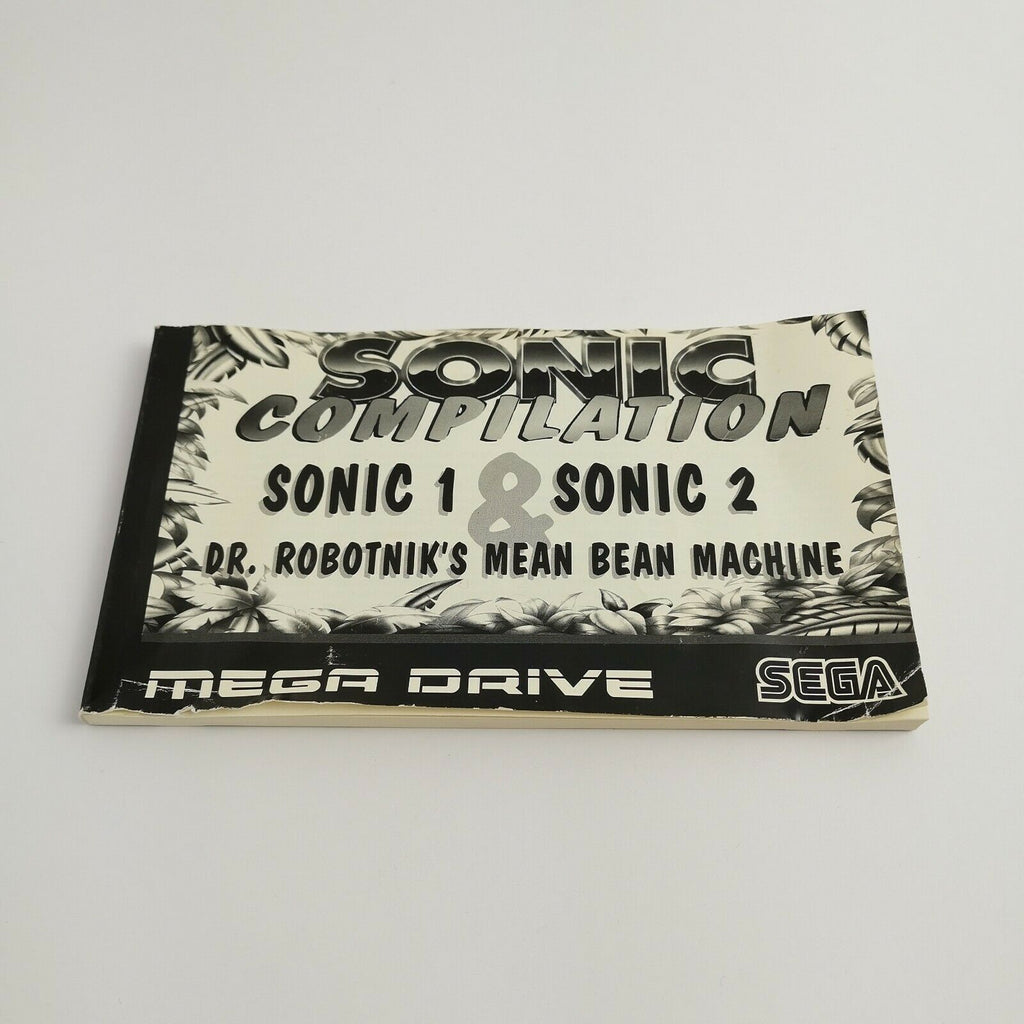 SONIC
COMPILATION
SONIC 1 & SONIC 2
DR. ROBOTNIK'S MEAN BEAN MACHINE
MEGA DRIVE SEGA